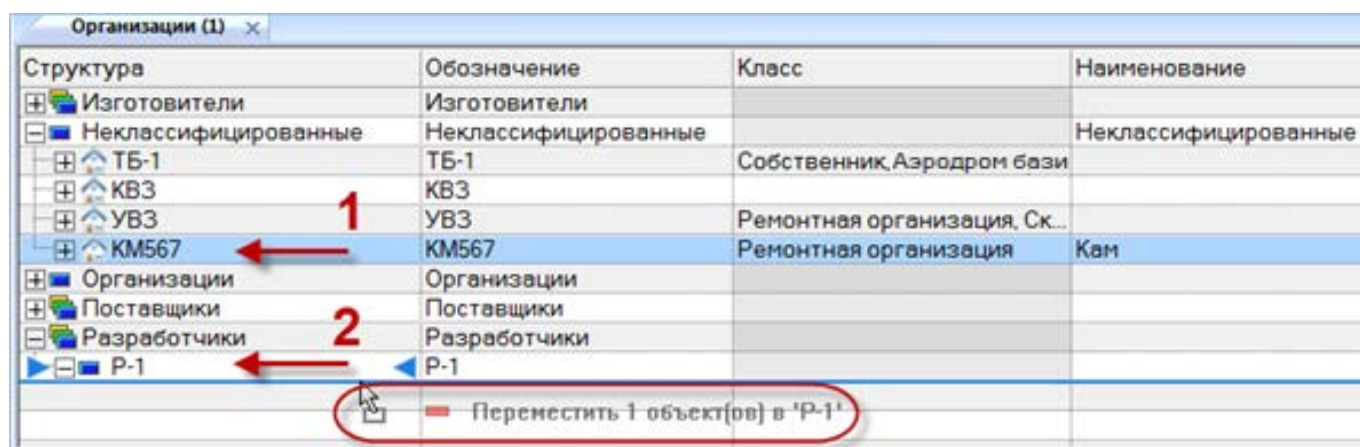 Организации (1)
Структура Обозначение Класс Наименование
Изготовители Изготовители
Неклассифицированные Неклассифицированные Неклассифицированные
ТБ-1 ТБ-1 Собственник,Аэродром бази
КВЗ КВЗ
УВЗ УВЗ Ремонтная организация, Ск...
1
КМ567 КМ567 Ремонтная организация Кам
Организации Организации
Поставщики Поставщики
2
Разработчики Разработчики
Р-1 Р-1
Переместить 1 объект(ов) в 'Р-1'